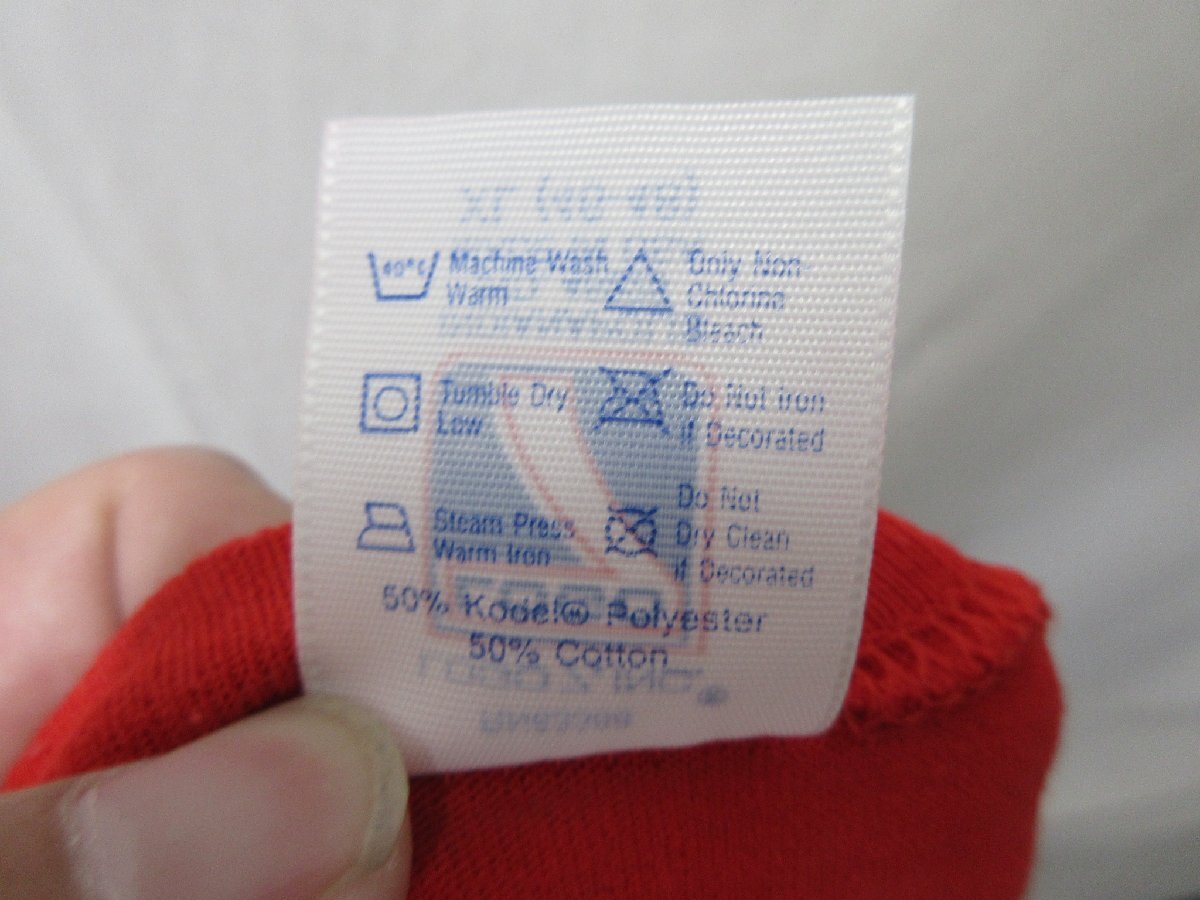 40°C
Machine Wash
Warm
Only Non-
Chlorine
Bleach
Tumble Dry
Low
Do Not Iron
if Decorated
Steam Press
Warm Iron
Do Not
Dry Clean
if Decorated
50% Kodel® Polyester
50% Cotton